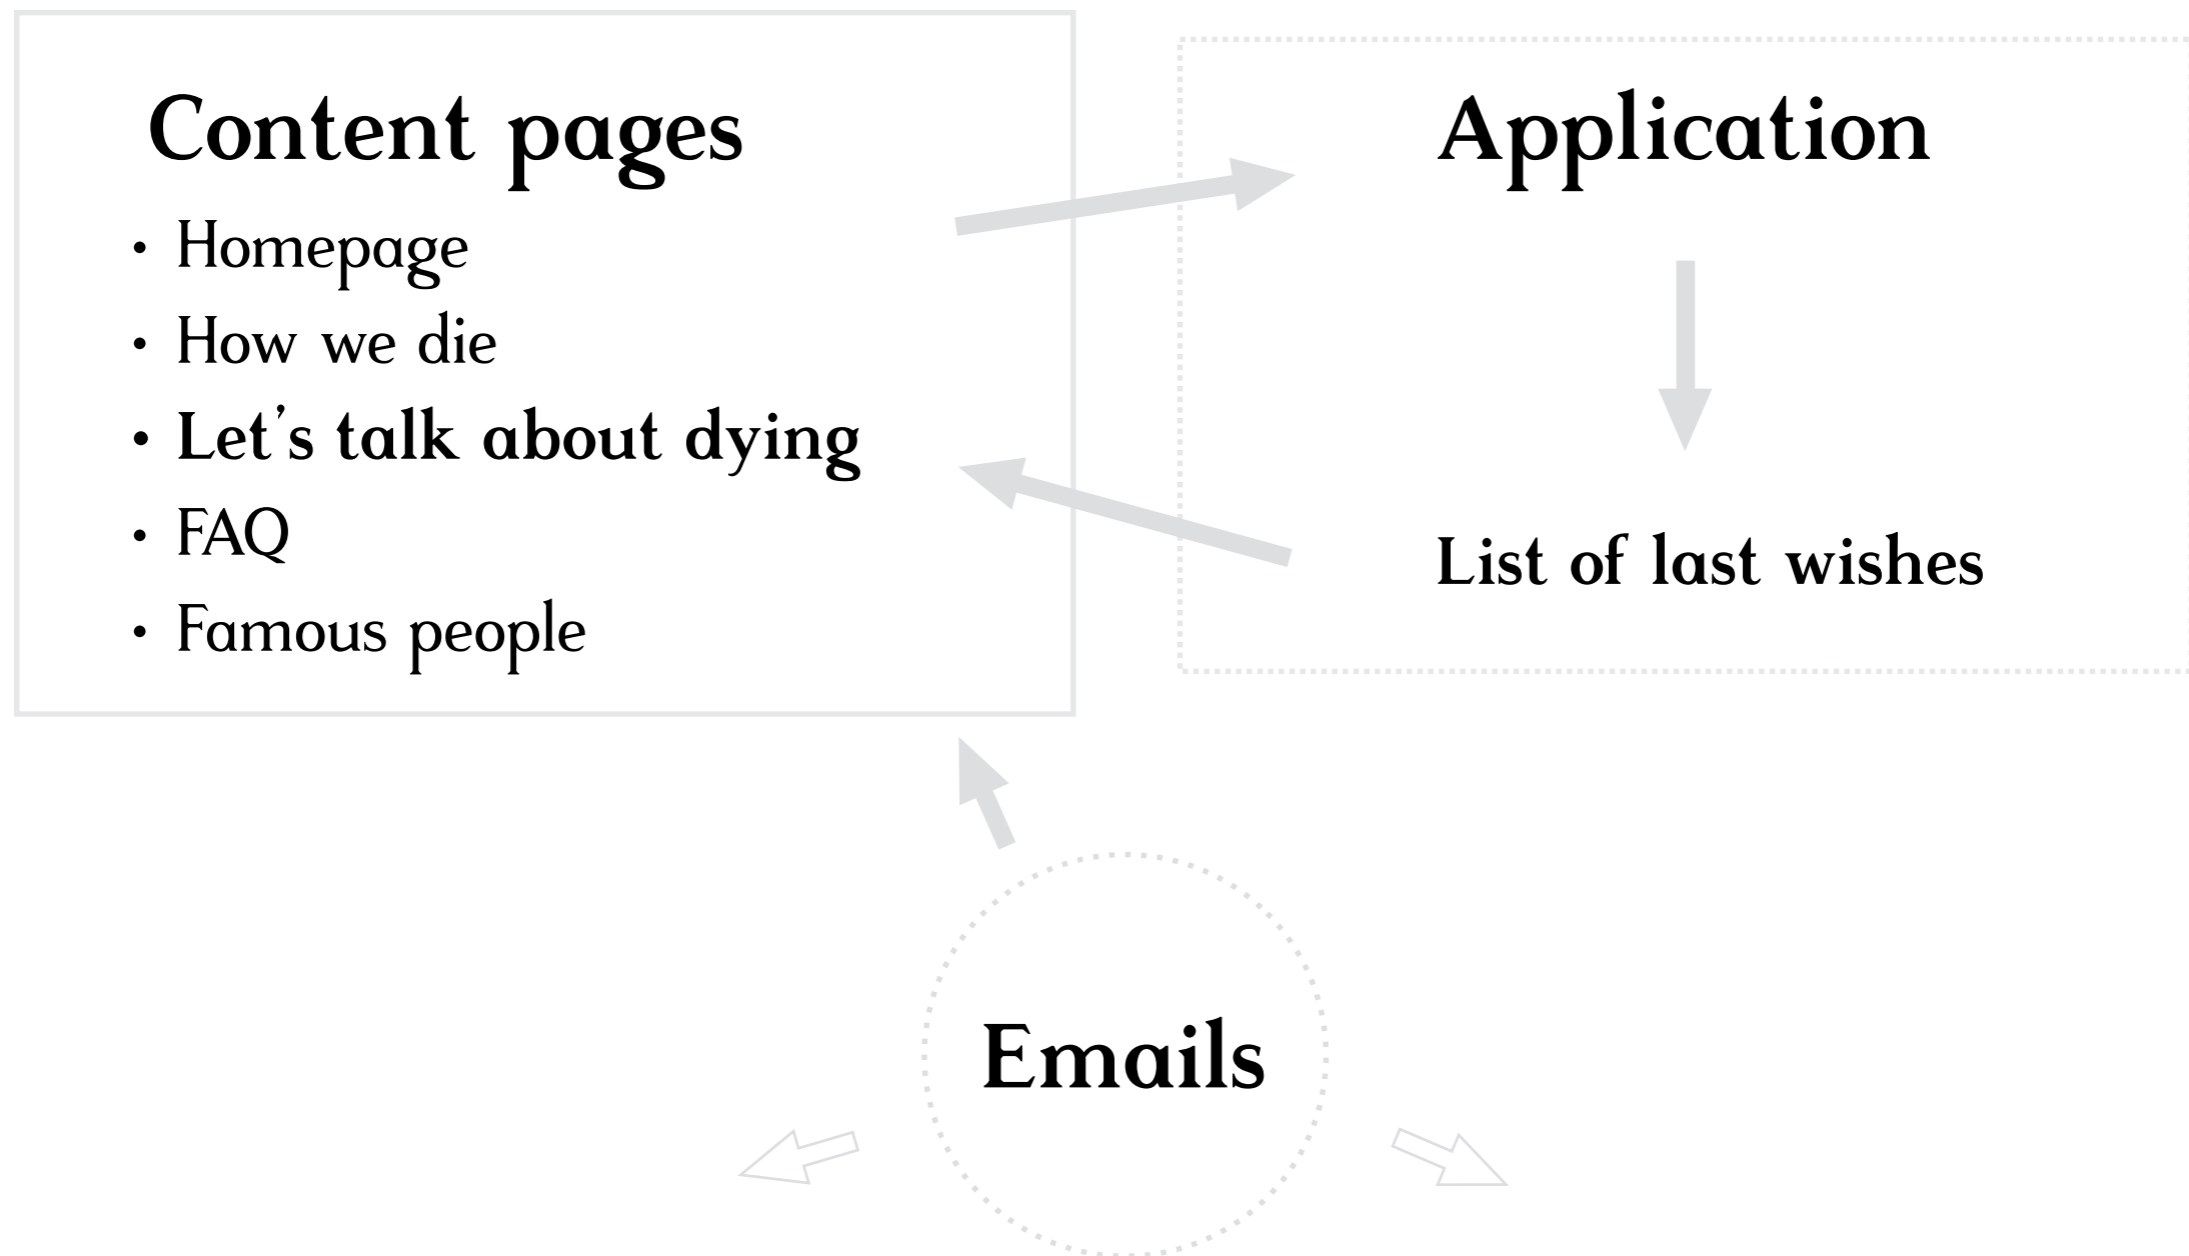 Content pages
• Homepage
• How we die
• Let's talk about dying
• FAQ
• Famous people
Application
List of last wishes
Emails